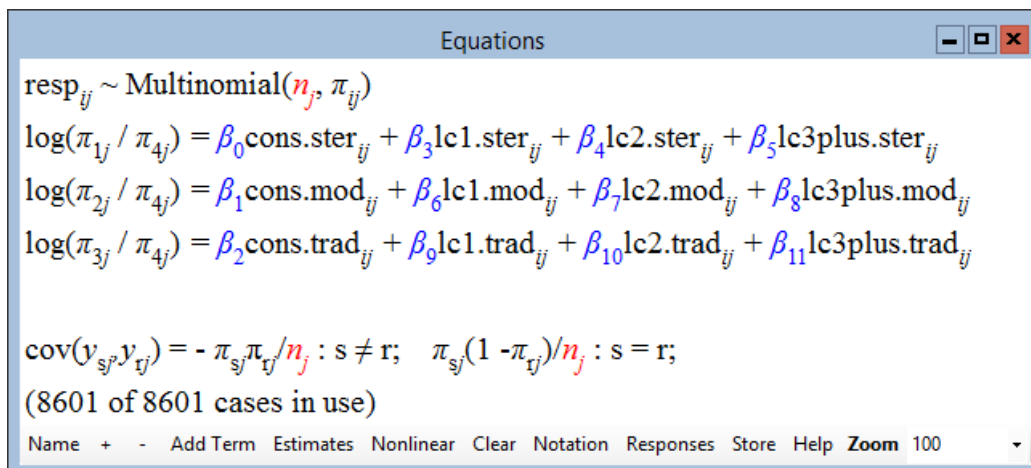 Equations
resp_ij ~ Multinomial(n_j, π_ij)
log(π_1j / π_4j) = β_0cons.ster_ij + β_3lc1.ster_ij + β_4lc2.ster_ij + β_5lc3plus.ster_ij
log(π_2j / π_4j) = β_1cons.mod_ij + β_6lc1.mod_ij + β_7lc2.mod_ij + β_8lc3plus.mod_ij
log(π_3j / π_4j) = β_2cons.trad_ij + β_9lc1.trad_ij + β_10lc2.trad_ij + β_11lc3plus.trad_ij
cov(y_sj, y_rj) = - π_sjπ_rj/n_j : s ≠ r; π_sj(1 -π_rj)/n_j : s = r;
(8601 of 8601 cases in use)
Name + - Add Term Estimates Nonlinear Clear Notation Responses Store Help Zoom 100